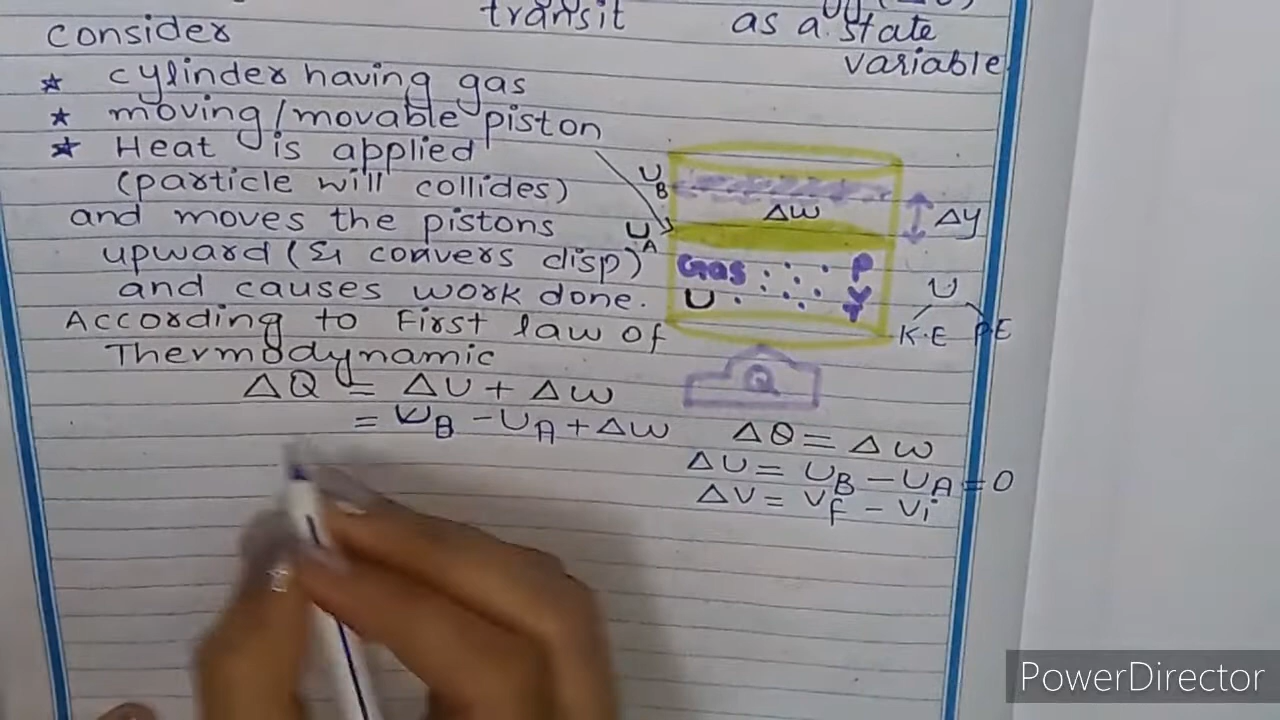 transit as a state
consider
variable
★ cylinder having gas
★ moving/movable piston
★ Heat is applied
(particle will collides)
and moves the pistons
upward (& convers disp)
and causes work done.
According to First law of
Thermodynamic
ΔQ = ΔU + Δw
= UB - UA + Δw
UB
Δw
Δy
UA
Gas P
U V
U
K.E P.E
Q
ΔQ = Δw
ΔU = UB - UA = 0
ΔV = Vf - Vi
PowerDirector